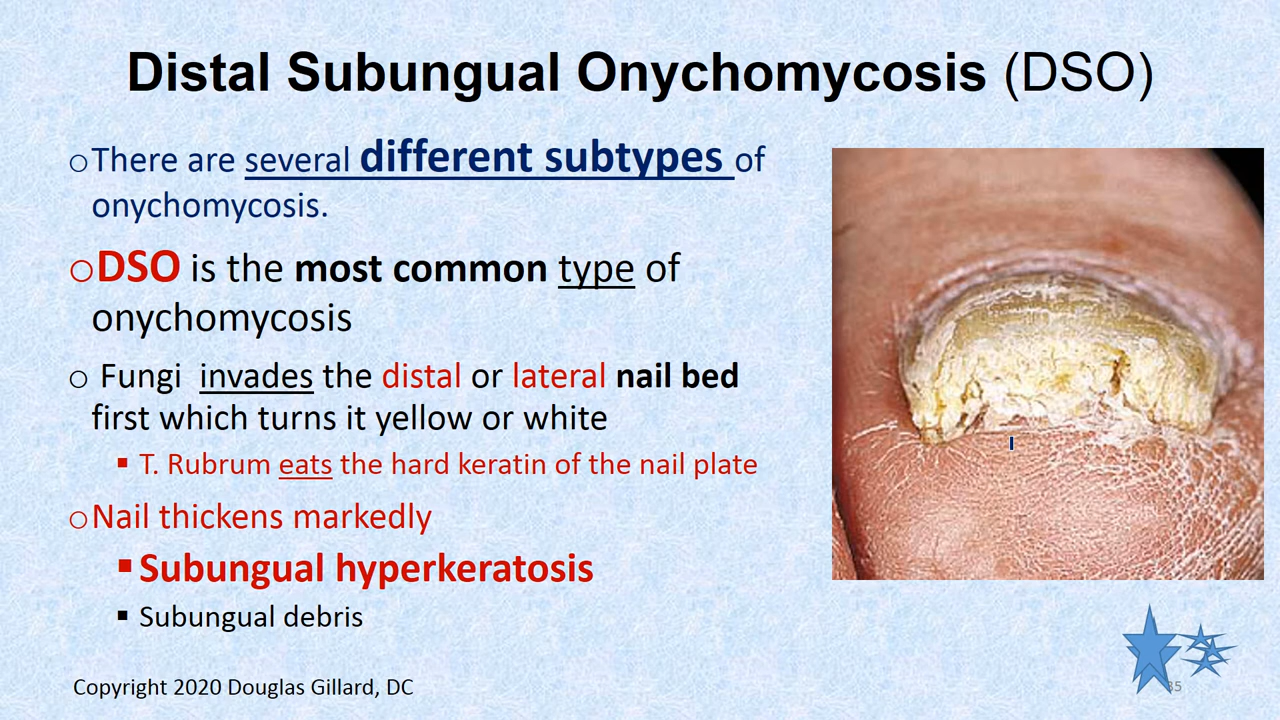 Distal Subungual Onychomycosis (DSO)
○There are several different subtypes of
onychomycosis.
○DSO is the most common type of
onychomycosis
○ Fungi invades the distal or lateral nail bed
first which turns it yellow or white
▪ T. Rubrum eats the hard keratin of the nail plate
○Nail thickens markedly
▪Subungual hyperkeratosis
▪ Subungual debris
Copyright 2020 Douglas Gillard, DC
35